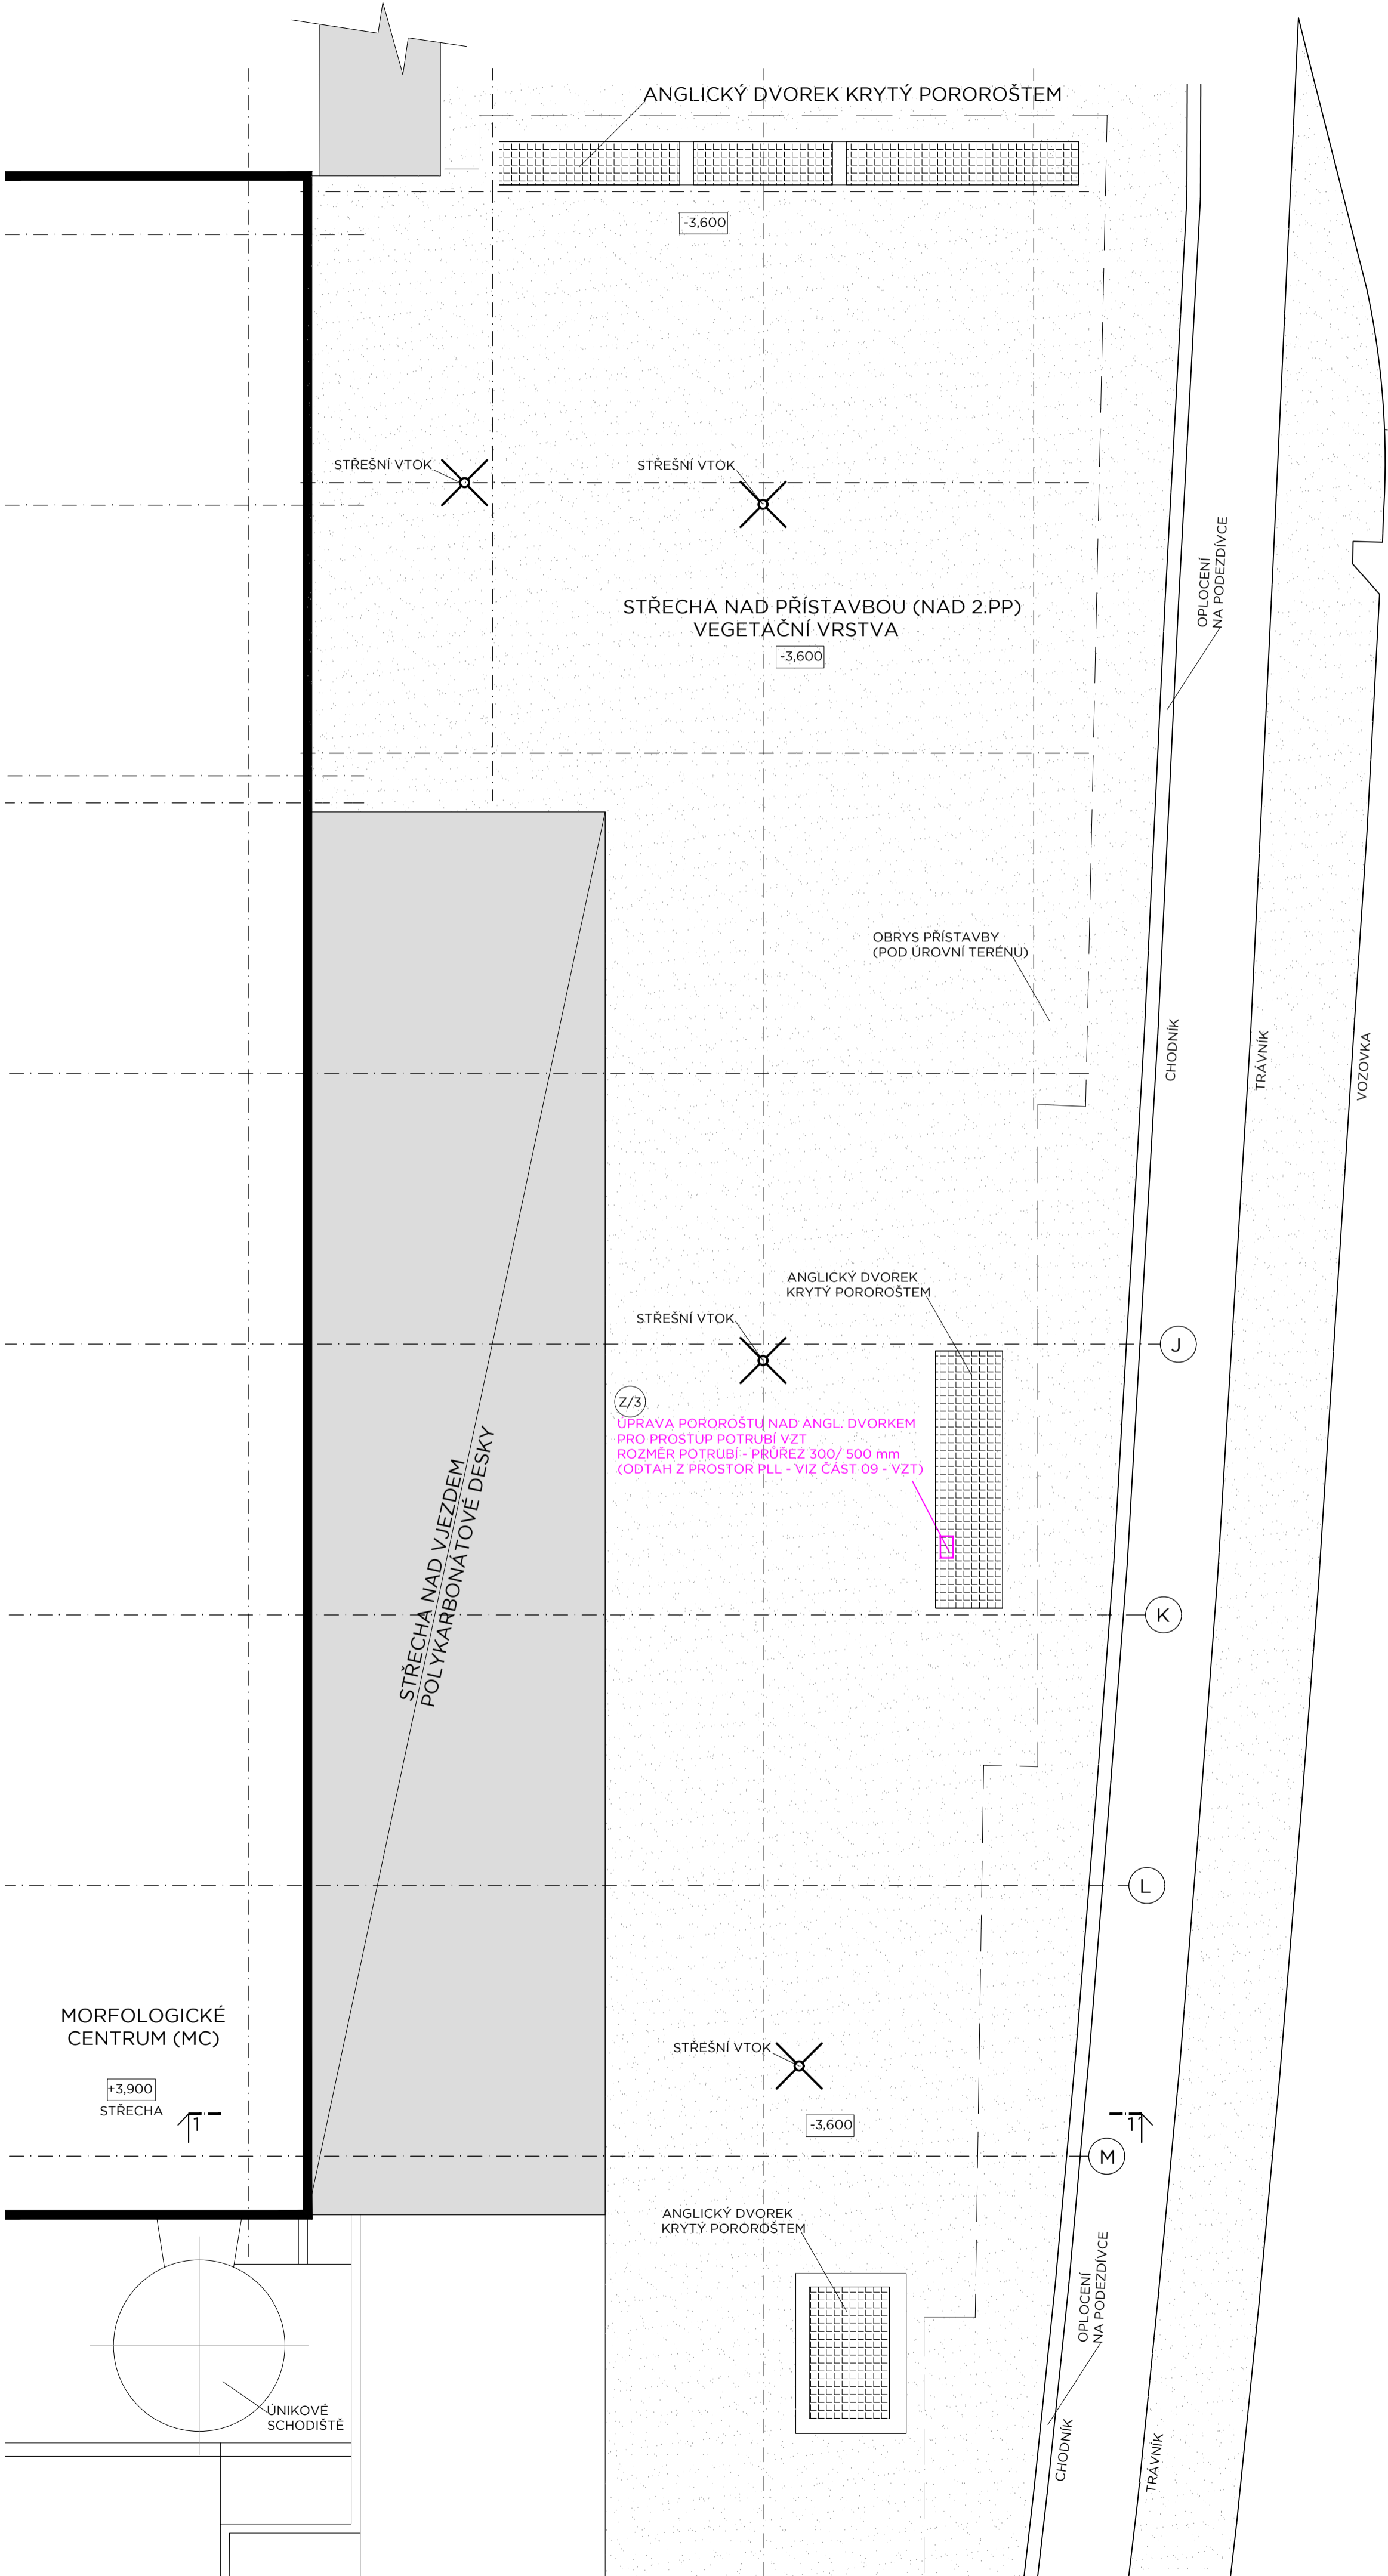 ANGLICKÝ DVOREK KRYTÝ POROROŠTEM
-3,600
STŘEŠNÍ VTOK
STŘEŠNÍ VTOK
OPLOCENÍ
NA PODEZDÍVCE
STŘECHA NAD PŘÍSTAVBOU (NAD 2.PP)
VEGETAČNÍ VRSTVA
-3,600
OBRYS PŘÍSTAVBY
(POD ÚROVNÍ TERÉNU)
CHODNÍK
TRÁVNÍK
VOZOVKA
ANGLICKÝ DVOREK
KRYTÝ POROROŠTEM
STŘEŠNÍ VTOK
J
Z/3
ÚPRAVA POROROŠTU NAD ANGL. DVORKEM
PRO PROSTUP POTRUBÍ VZT
ROZMĚR POTRUBÍ - PRŮŘEZ 300/ 500 mm
(ODTAH Z PROSTOR PLL - VIZ ČÁST 09 - VZT)
STŘECHA NAD VJEZDEM
POLYKARBONÁTOVÉ DESKY
K
L
MORFOLOGICKÉ
CENTRUM (MC)
+3,900
STŘECHA
1
STŘEŠNÍ VTOK
-3,600
1
M
ANGLICKÝ DVOREK
KRYTÝ POROROŠTEM
OPLOCENÍ
NA PODEZDÍVCE
ÚNIKOVÉ
SCHODIŠTĚ
CHODNÍK
TRÁVNÍK